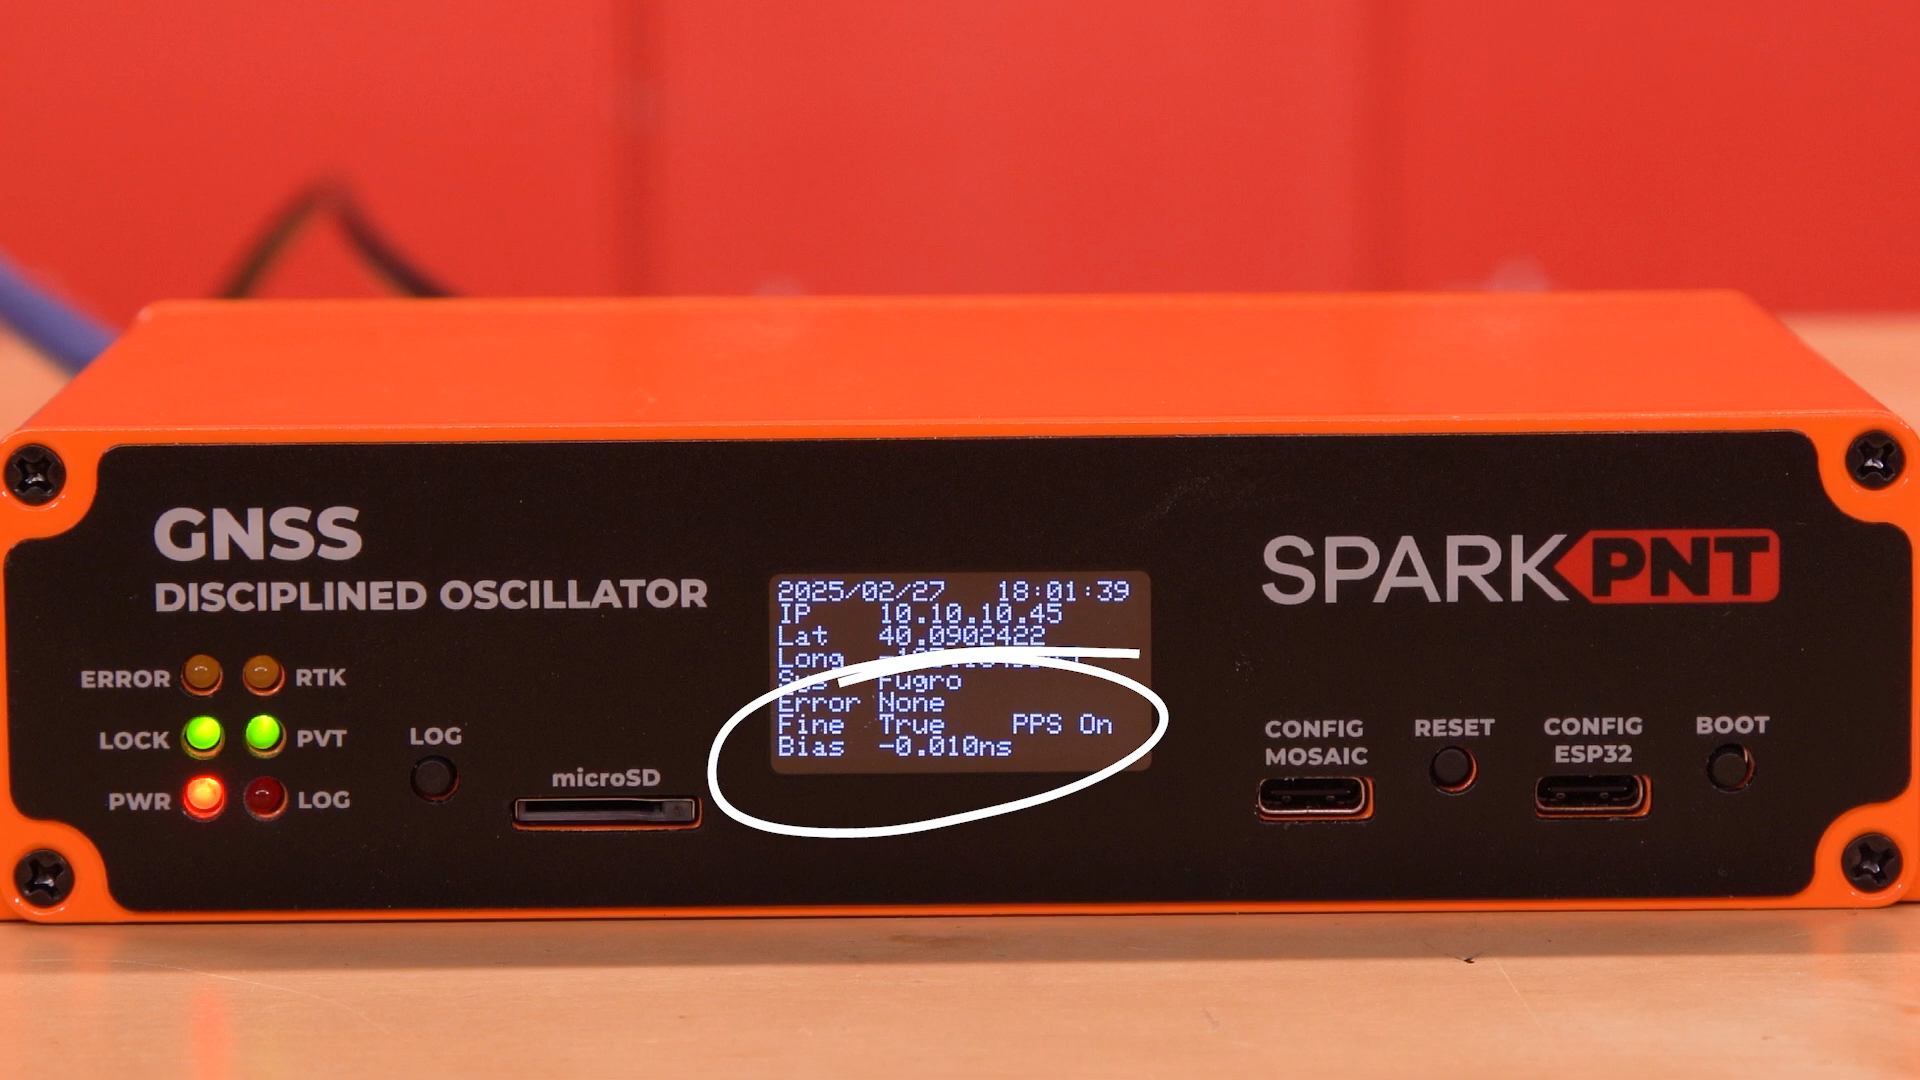 GNSS
DISCIPLINED OSCILLATOR
SPARK PNT
2025/02/27 18:01:39
IP 10.10.10.45
Lat 40.0902422
Long
Sys Fugro
Error None
Fine True PPS On
Bias -0.010ns
ERROR RTK
LOCK PVT
PWR LOG
LOG
microSD
CONFIG MOSAIC
RESET
CONFIG ESP32
BOOT